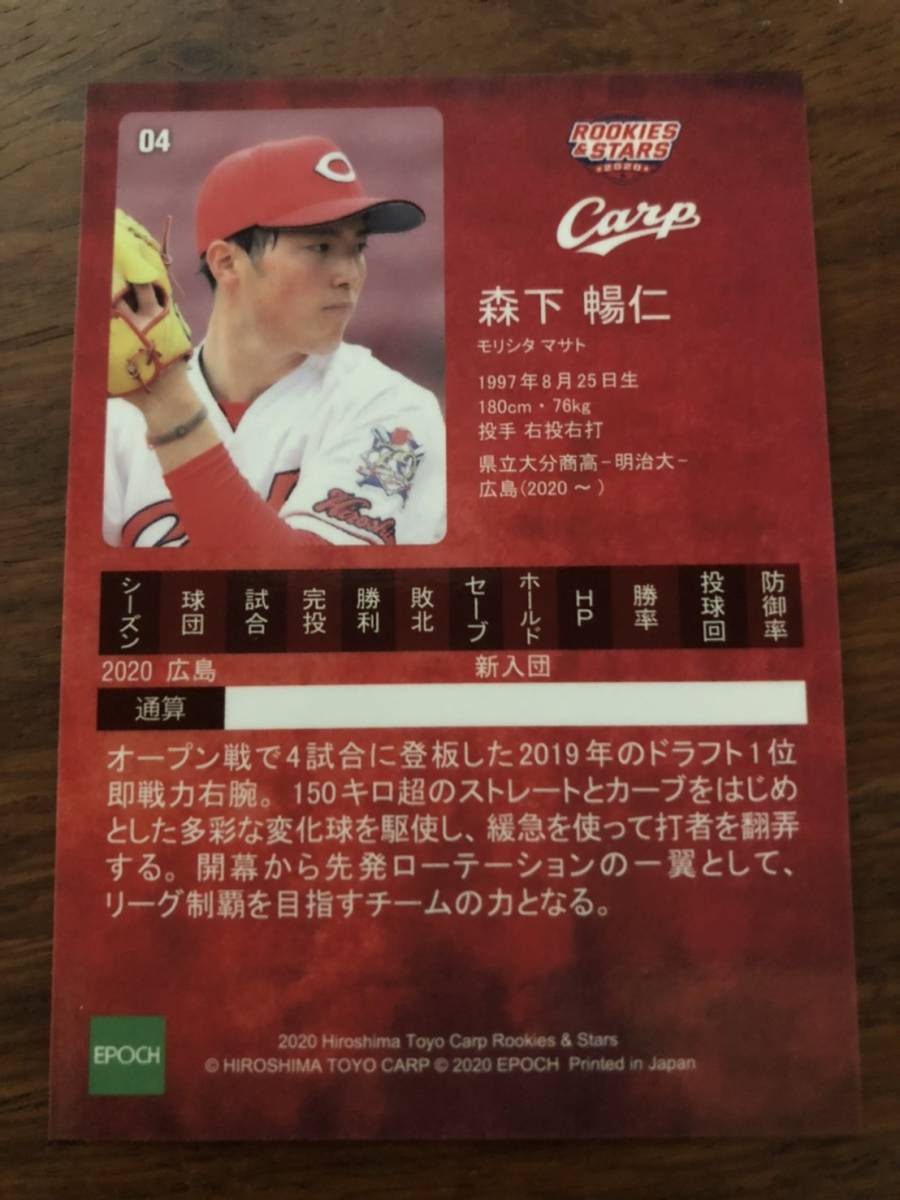 04
ROOKIES
& STARS
2020
Carp
森下 暢仁
モリシタ マサト
1997年8月25日生
180cm・76kg
投手 右投右打
県立大分商高-明治大-
広島(2020 ～ )
Hiroshi
シーズン 球団 試合 完投 勝利 敗北 セーブ ホールド HP 勝率 投球回 防御率
2020 広島 新入団
通算
オープン戦で4試合に登板した2019年のドラフト1位
即戦力右腕。150キロ超のストレートとカーブをはじめ
とした多彩な変化球を駆使し、緩急を使って打者を翻弄
する。開幕から先発ローテーションの一翼として、
リーグ制覇を目指すチームの力となる。
EPOCH
2020 Hiroshima Toyo Carp Rookies & Stars
© HIROSHIMA TOYO CARP © 2020 EPOCH Printed in Japan